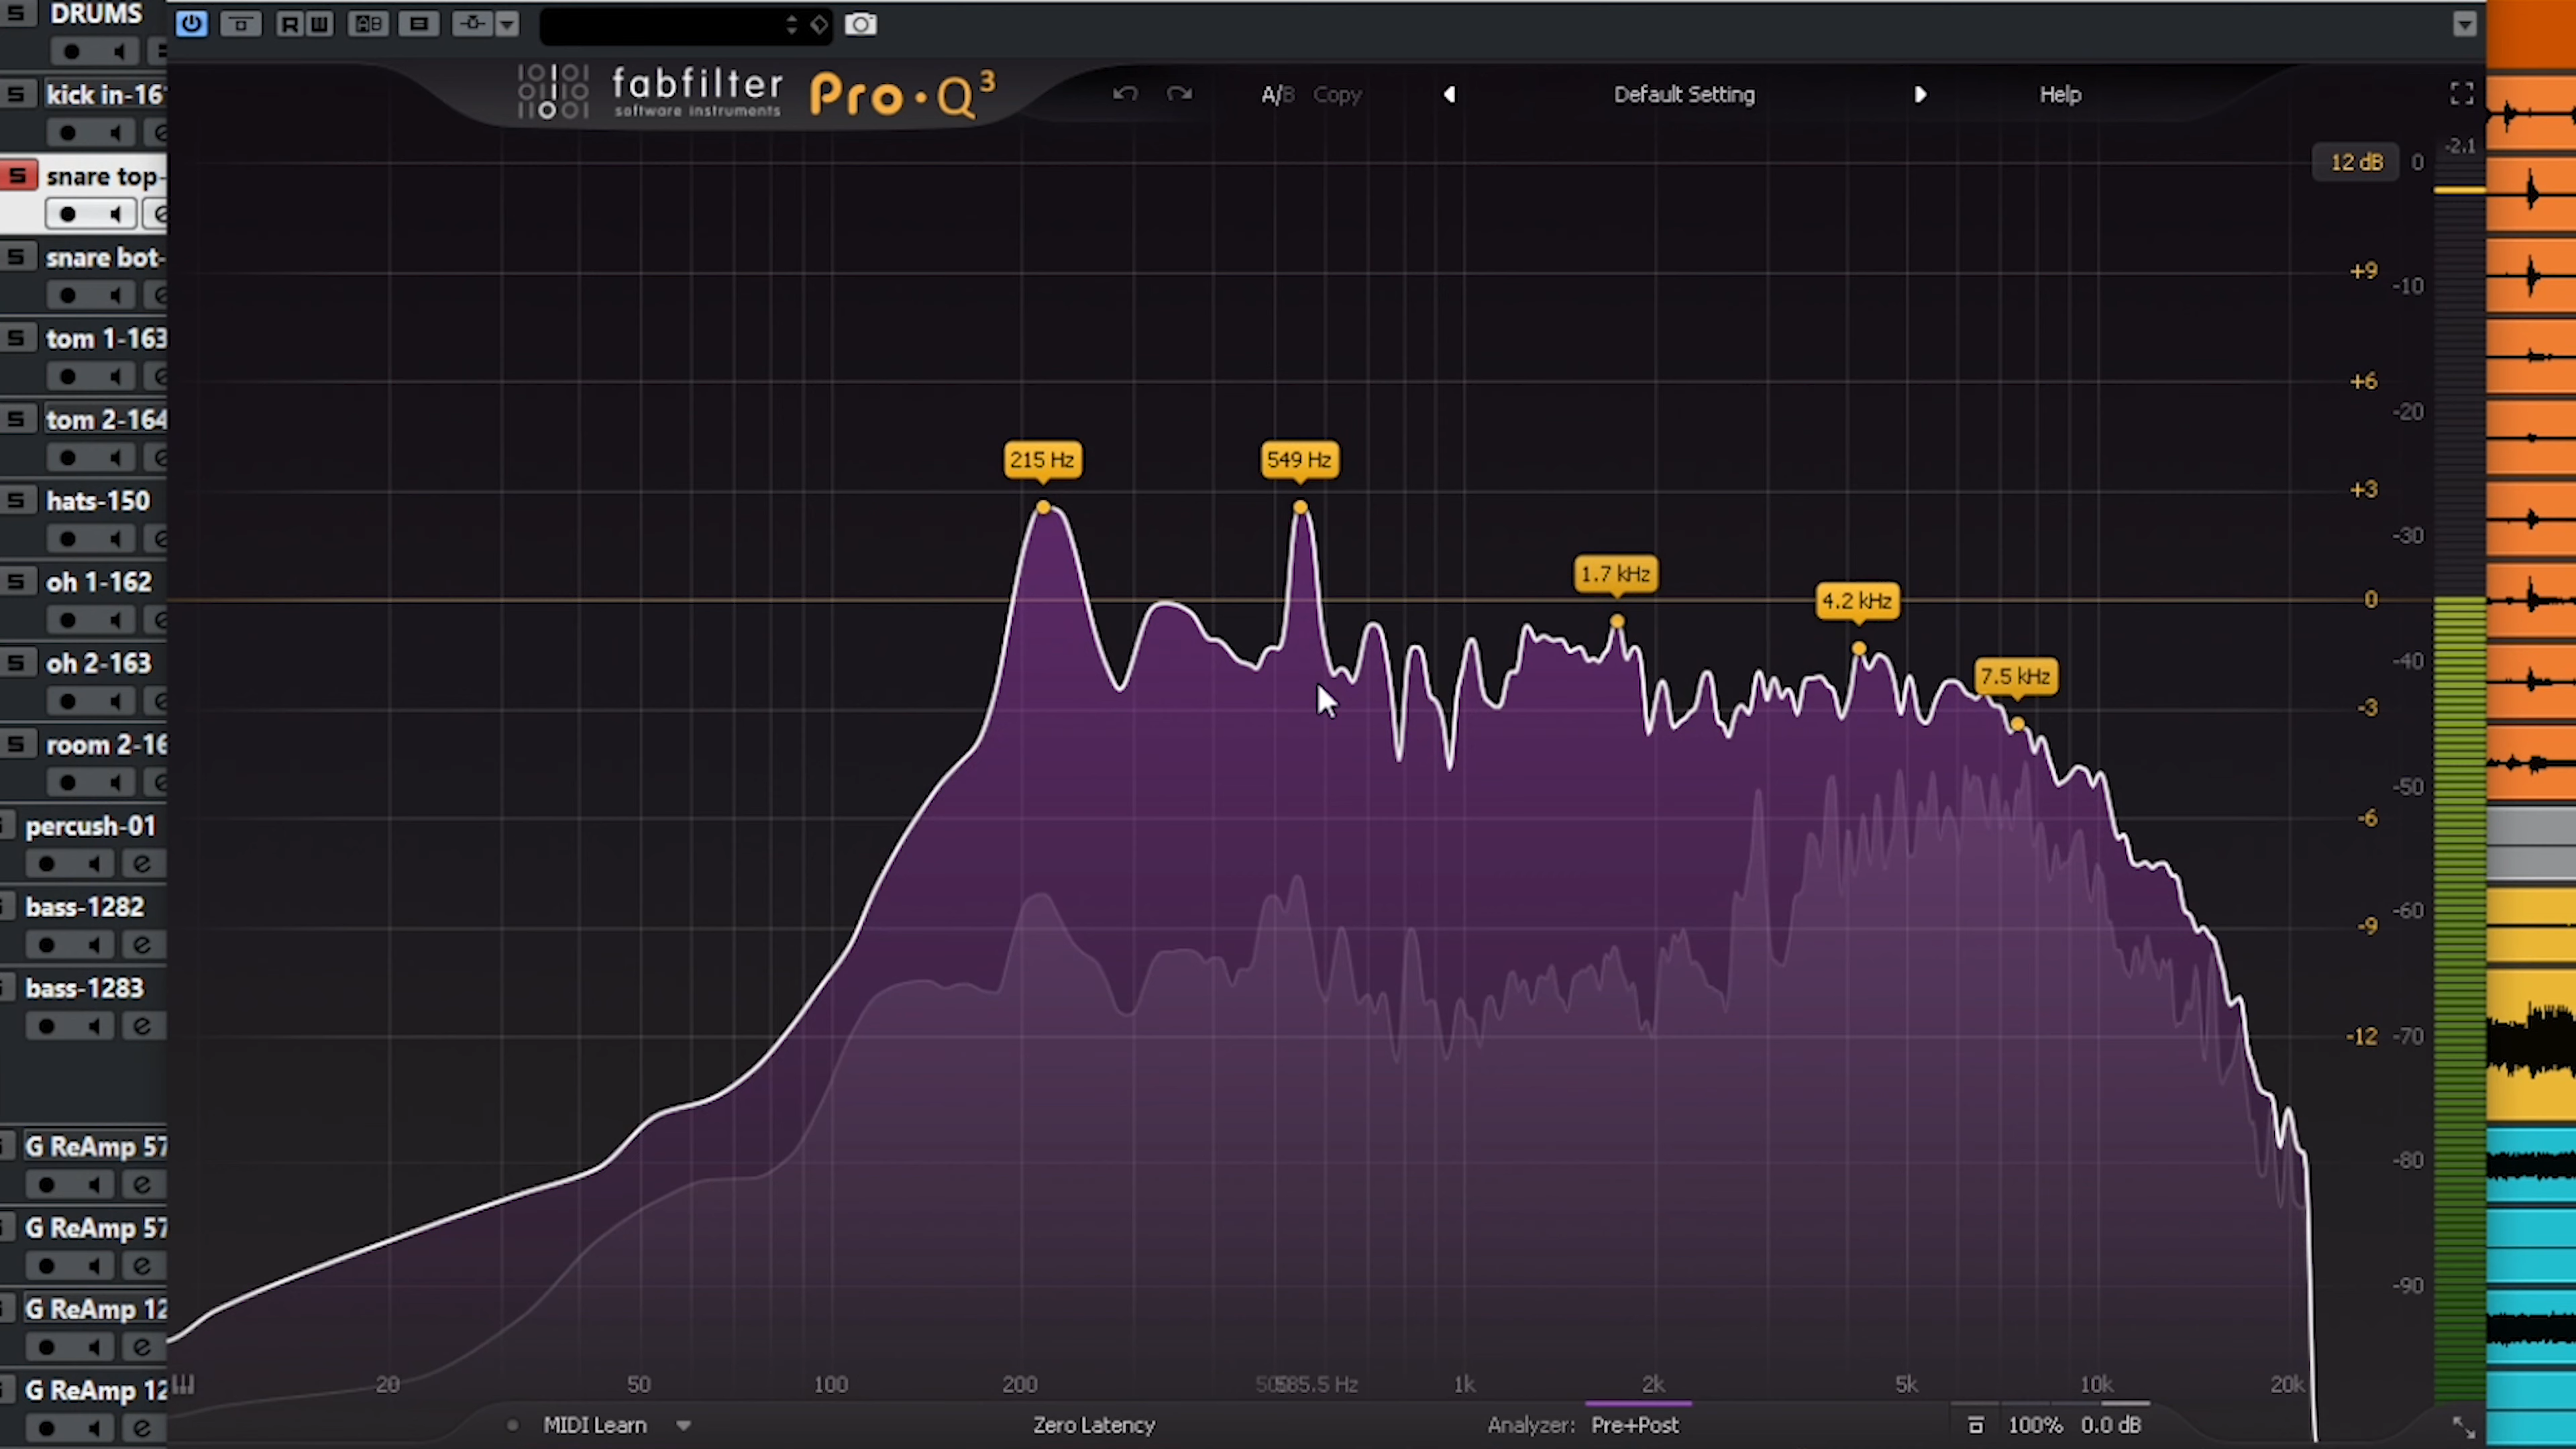 S DRUMS
R W
A B
fabfilter
software instruments
Pro·Q3
A/B Copy
Default Setting
Help
S kick in-16
S snare top-
S snare bot-
S tom 1-163
S tom 2-164
S hats-150
S oh 1-162
S oh 2-163
S room 2-16
percush-01
bass-1282
bass-1283
G ReAmp 57
G ReAmp 57
G ReAmp 12
G ReAmp 12
12 dB 0 -2.1
+9 -10
+6
-20
215 Hz
549 Hz
+3
-30
1.7 kHz
4.2 kHz
0
-40
7.5 kHz
-3
-50
-6
-60
-9
-12 -70
-80
-90
20 50 100 200 585.5 Hz 1k 2k 5k 10k 20k
MIDI Learn
Zero Latency
Analyzer: Pre+Post
100% 0.0 dB